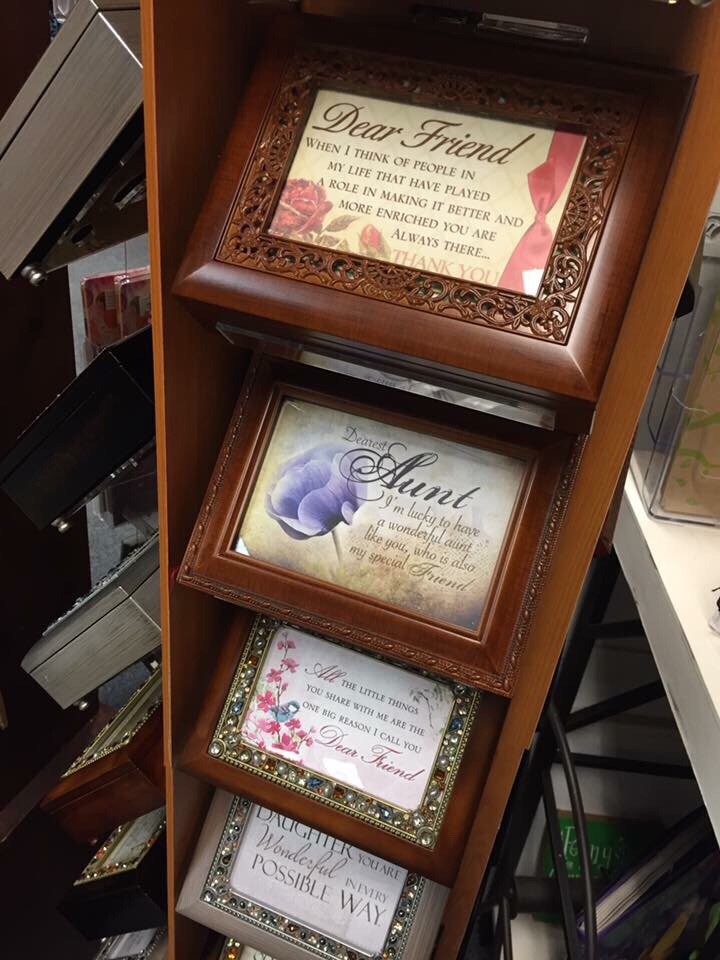 Dear Friend
WHEN I THINK OF PEOPLE IN
MY LIFE THAT HAVE PLAYED
A ROLE IN MAKING IT BETTER AND
MORE ENRICHED YOU ARE
ALWAYS THERE...
THANK YOU
Dearest
Aunt
I'm lucky to have
a wonderful aunt
like you, who is also
my special Friend
All THE LITTLE THINGS
YOU SHARE WITH ME ARE THE
ONE BIG REASON I CALL YOU
Dear Friend
DAUGHTER YOU ARE
Wonderful IN EVERY
POSSIBLE WAY.